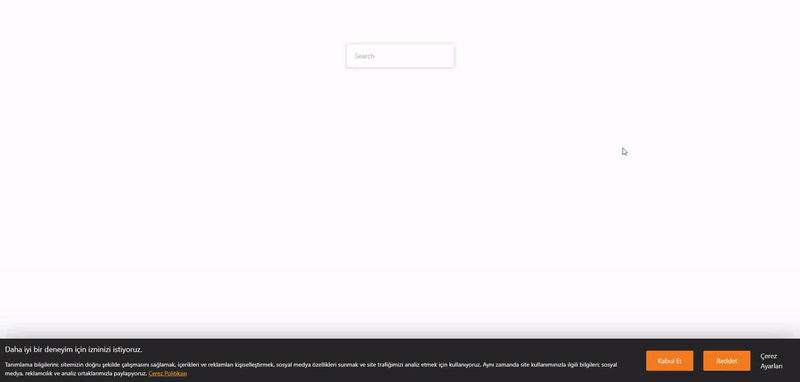 Search
Daha iyi bir deneyim için izninizi istiyoruz.
Tanımlama bilgilerini; sitemizin doğru şekilde çalışmasını sağlamak, içerikleri ve reklamları kişiselleştirmek, sosyal medya özellikleri sunmak ve site trafiğimizi analiz etmek için kullanıyoruz. Aynı zamanda site kullanımınızla ilgili bilgileri; sosyal
medya, reklamcılık ve analiz ortaklarımızla paylaşıyoruz. Çerez Politikası
Kabul Et
Reddet
Çerez
Ayarları